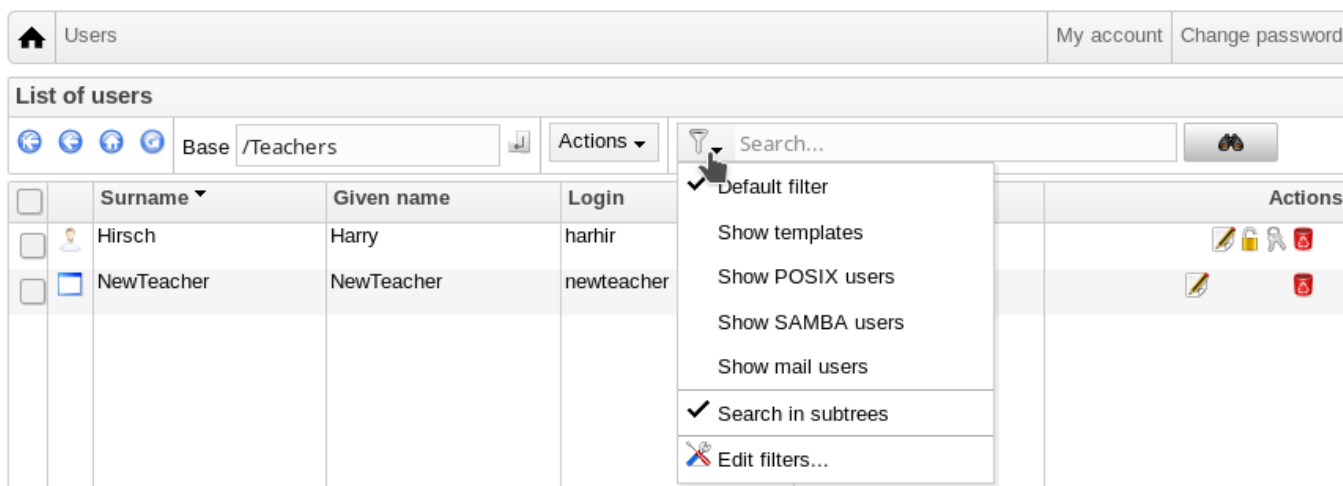 Users My account Change password
List of users
Base /Teachers Actions Search...
Surname Given name Login Actions
Hirsch Harry harhir
NewTeacher NewTeacher newteacher
Default filter
Show templates
Show POSIX users
Show SAMBA users
Show mail users
Search in subtrees
Edit filters...